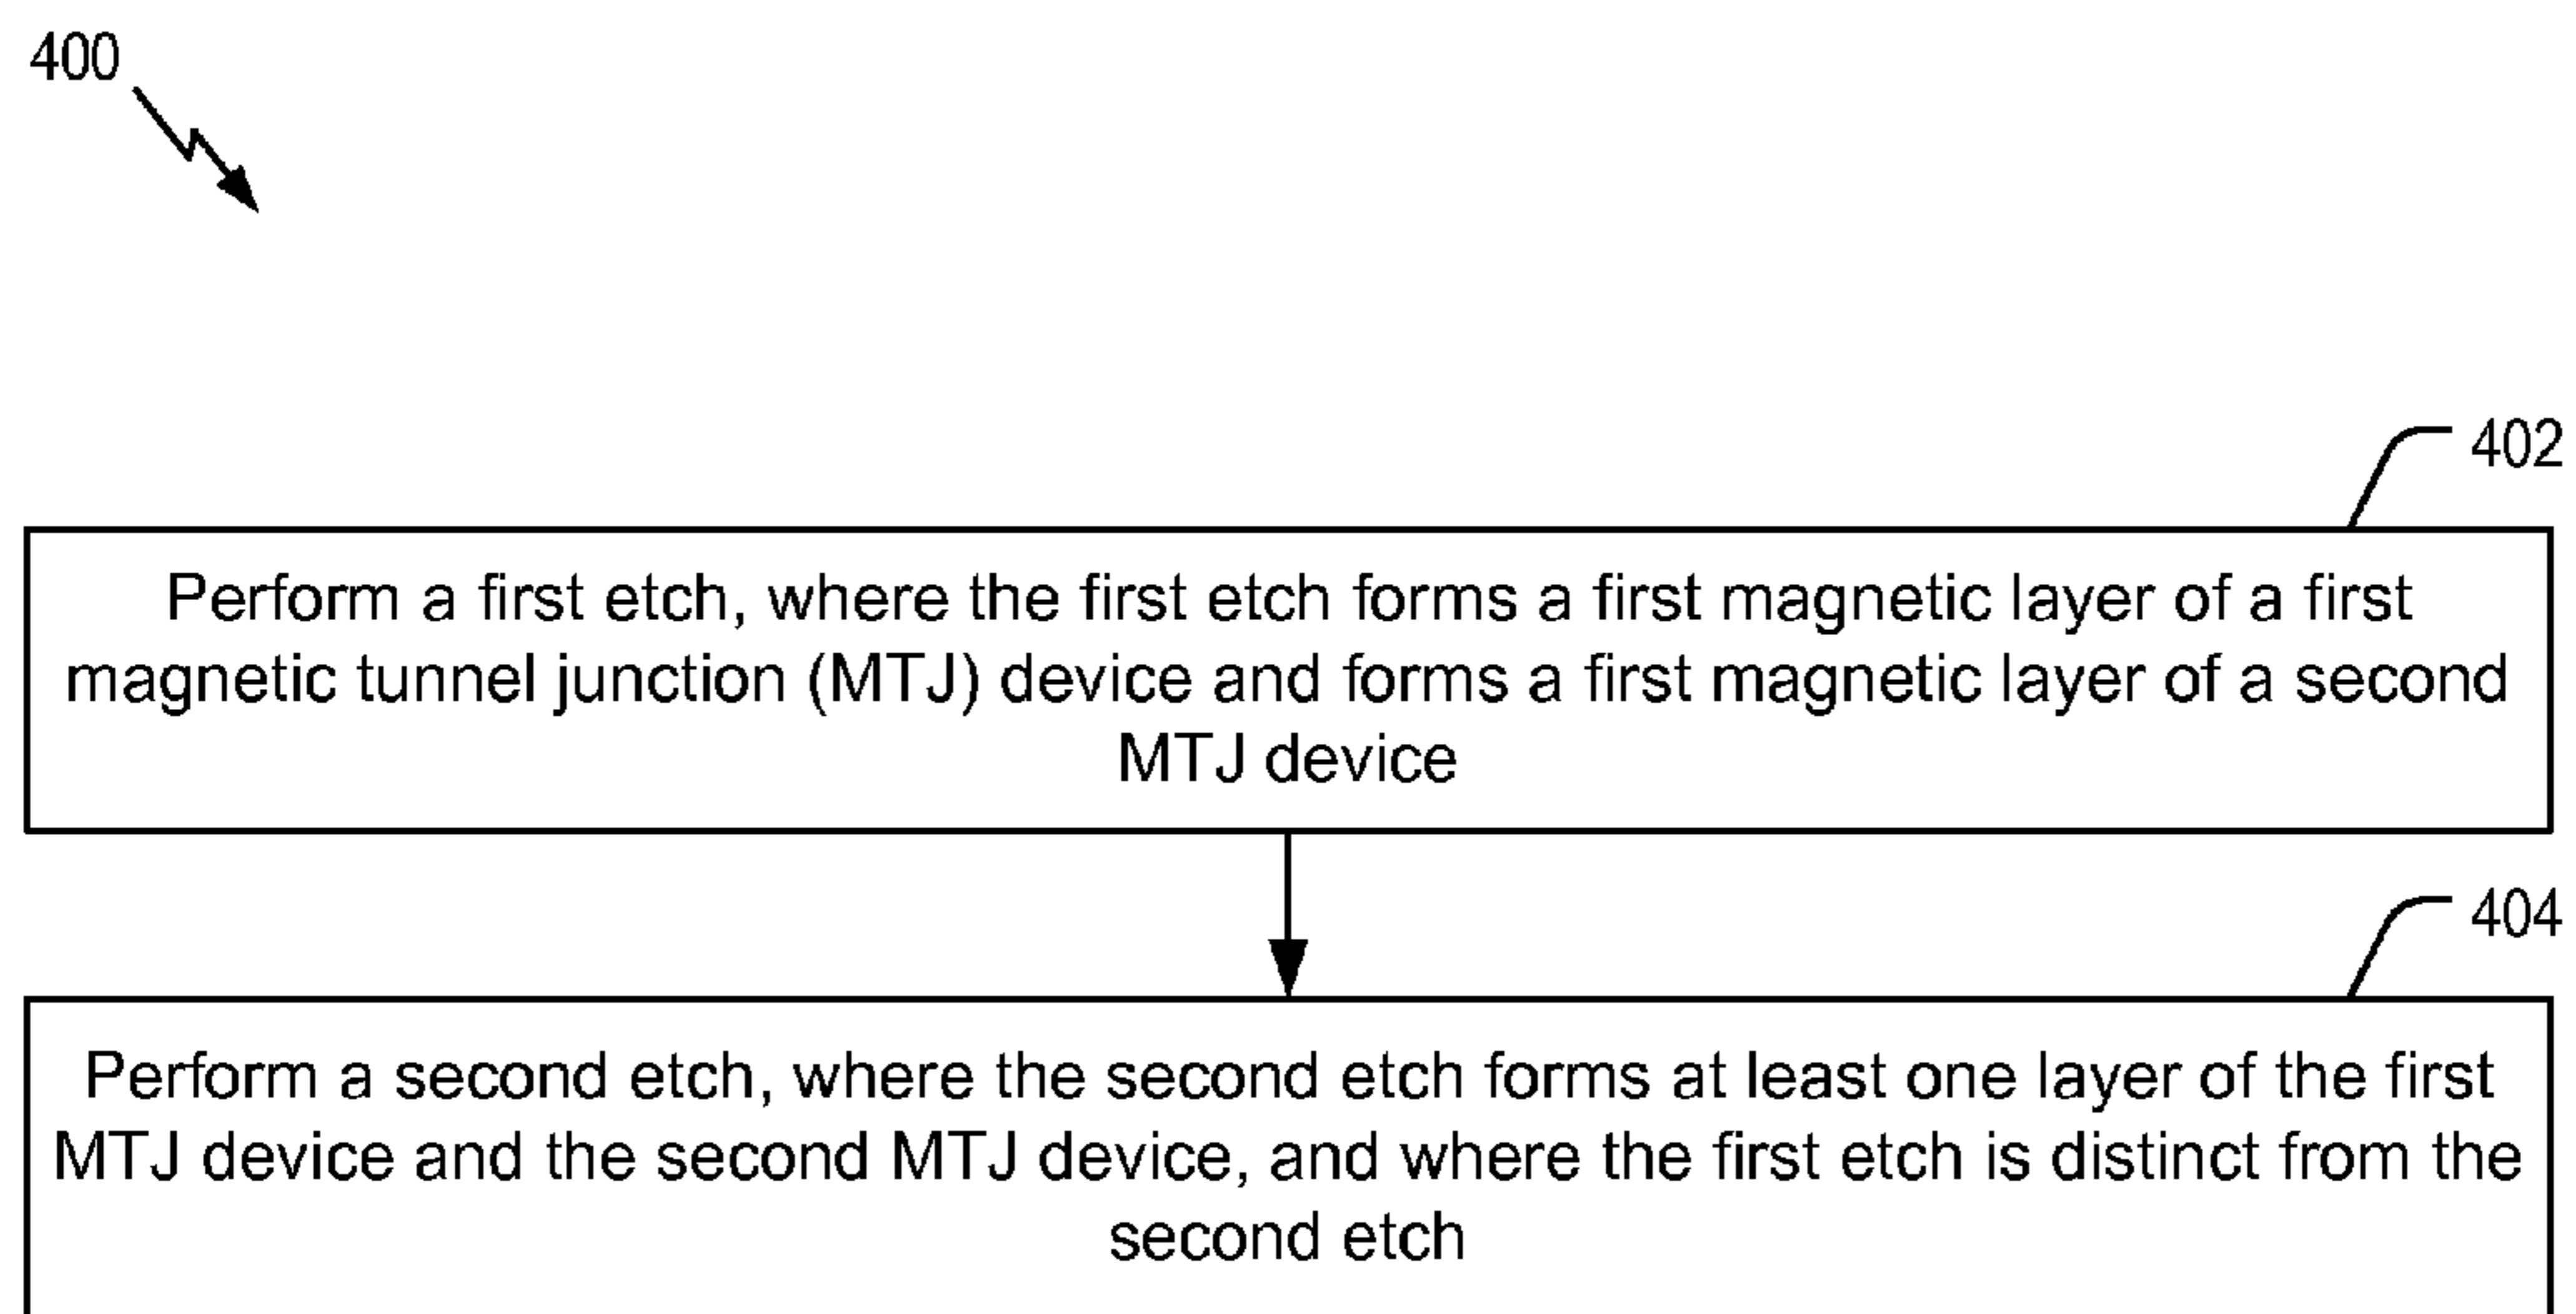 400
402
Perform a first etch, where the first etch forms a first magnetic layer of a first
magnetic tunnel junction (MTJ) device and forms a first magnetic layer of a second
MTJ device
404
Perform a second etch, where the second etch forms at least one layer of the first
MTJ device and the second MTJ device, and where the first etch is distinct from the
second etch